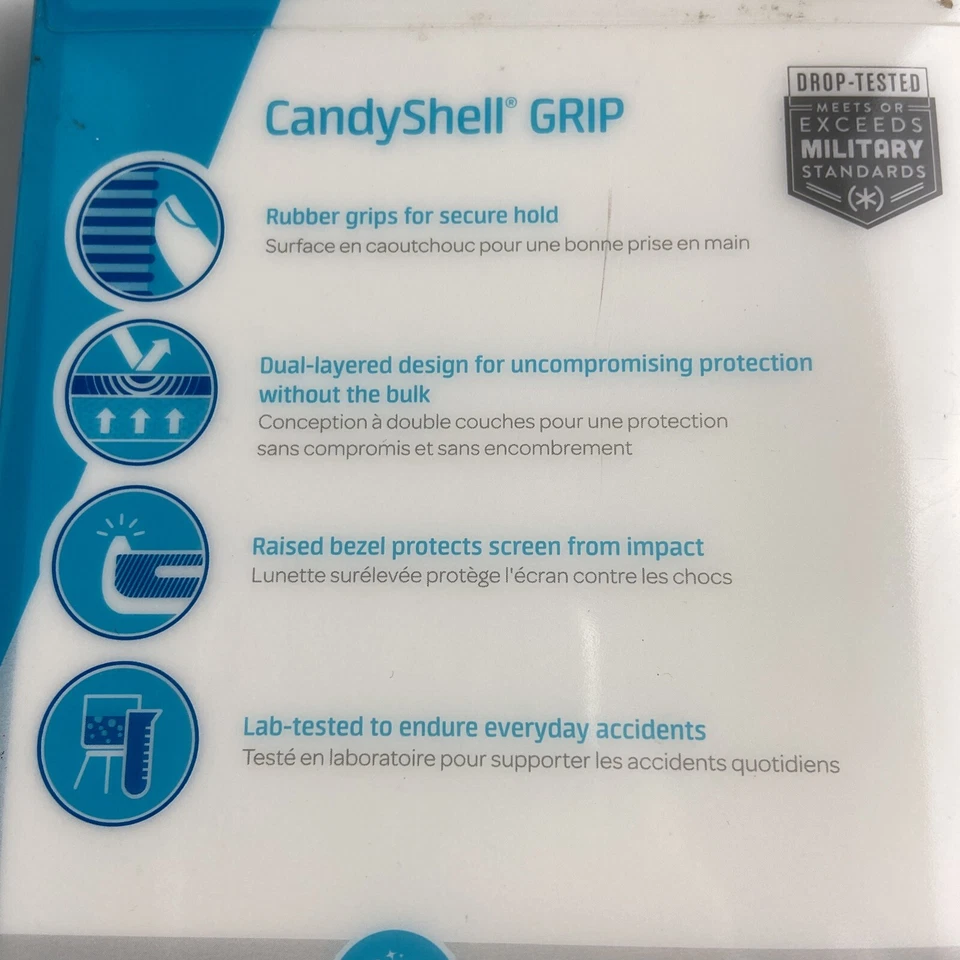 CandyShell® GRIP
DROP-TESTED
MEETS OR
EXCEEDS
MILITARY
STANDARDS
(*)
Rubber grips for secure hold
Surface en caoutchouc pour une bonne prise en main
Dual-layered design for uncompromising protection
without the bulk
Conception à double couches pour une protection
sans compromis et sans encombrement
Raised bezel protects screen from impact
Lunette surélevée protège l'écran contre les chocs
Lab-tested to endure everyday accidents
Testé en laboratoire pour supporter les accidents quotidiens